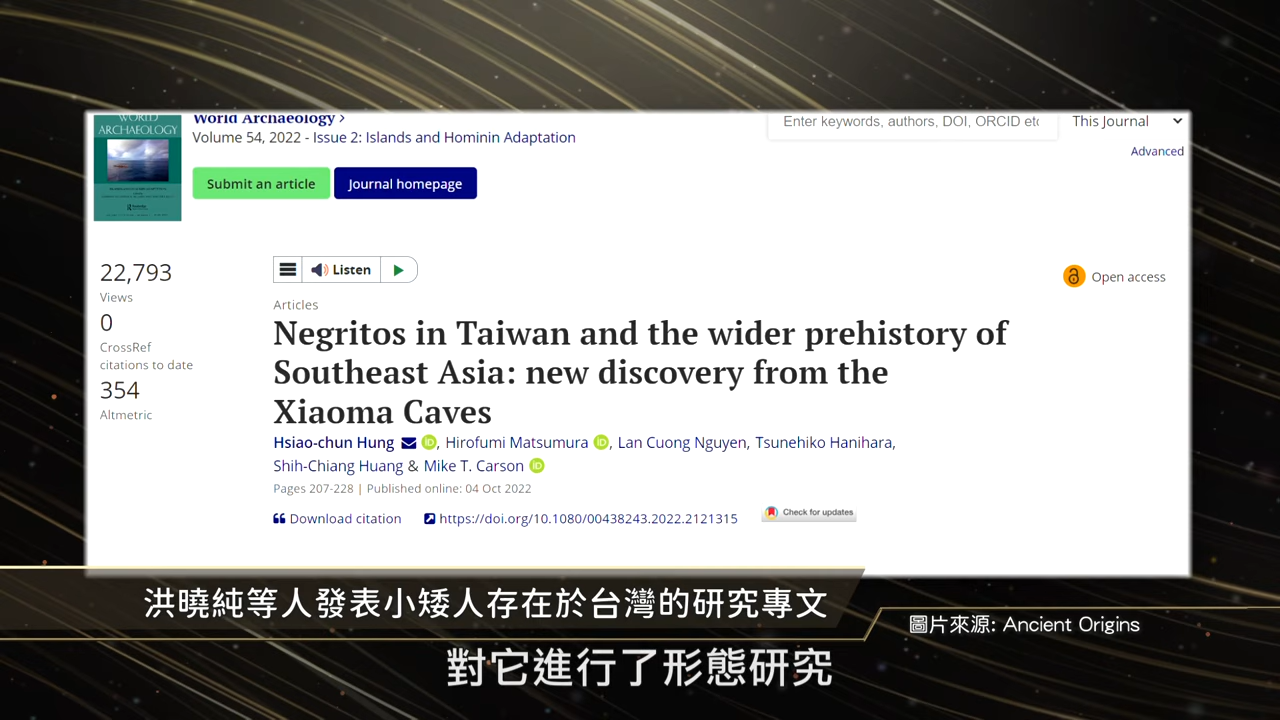 World Archaeology >
WORLD
ARCHAEOLOGY
Volume 54, 2022 - Issue 2: Islands and Hominin Adaptation
Enter keywords, authors, DOI, ORCID etc
This Journal
Advanced
Submit an article
Journal homepage
22,793
Views
0
CrossRef
citations to date
354
Altmetric
Listen
Open access
Articles
Negritos in Taiwan and the wider prehistory of
Southeast Asia: new discovery from the
Xiaoma Caves
Hsiao-chun Hung iD, Hirofumi Matsumura iD, Lan Cuong Nguyen, Tsunehiko Hanihara,
Shih-Chiang Huang & Mike T. Carson iD
Pages 207-228 | Published online: 04 Oct 2022
Download citation
https://doi.org/10.1080/00438243.2022.2121315
Check for updates
洪曉純等人發表小矮人存在於台灣的研究專文
圖片來源: Ancient Origins
對它進行了形態研究